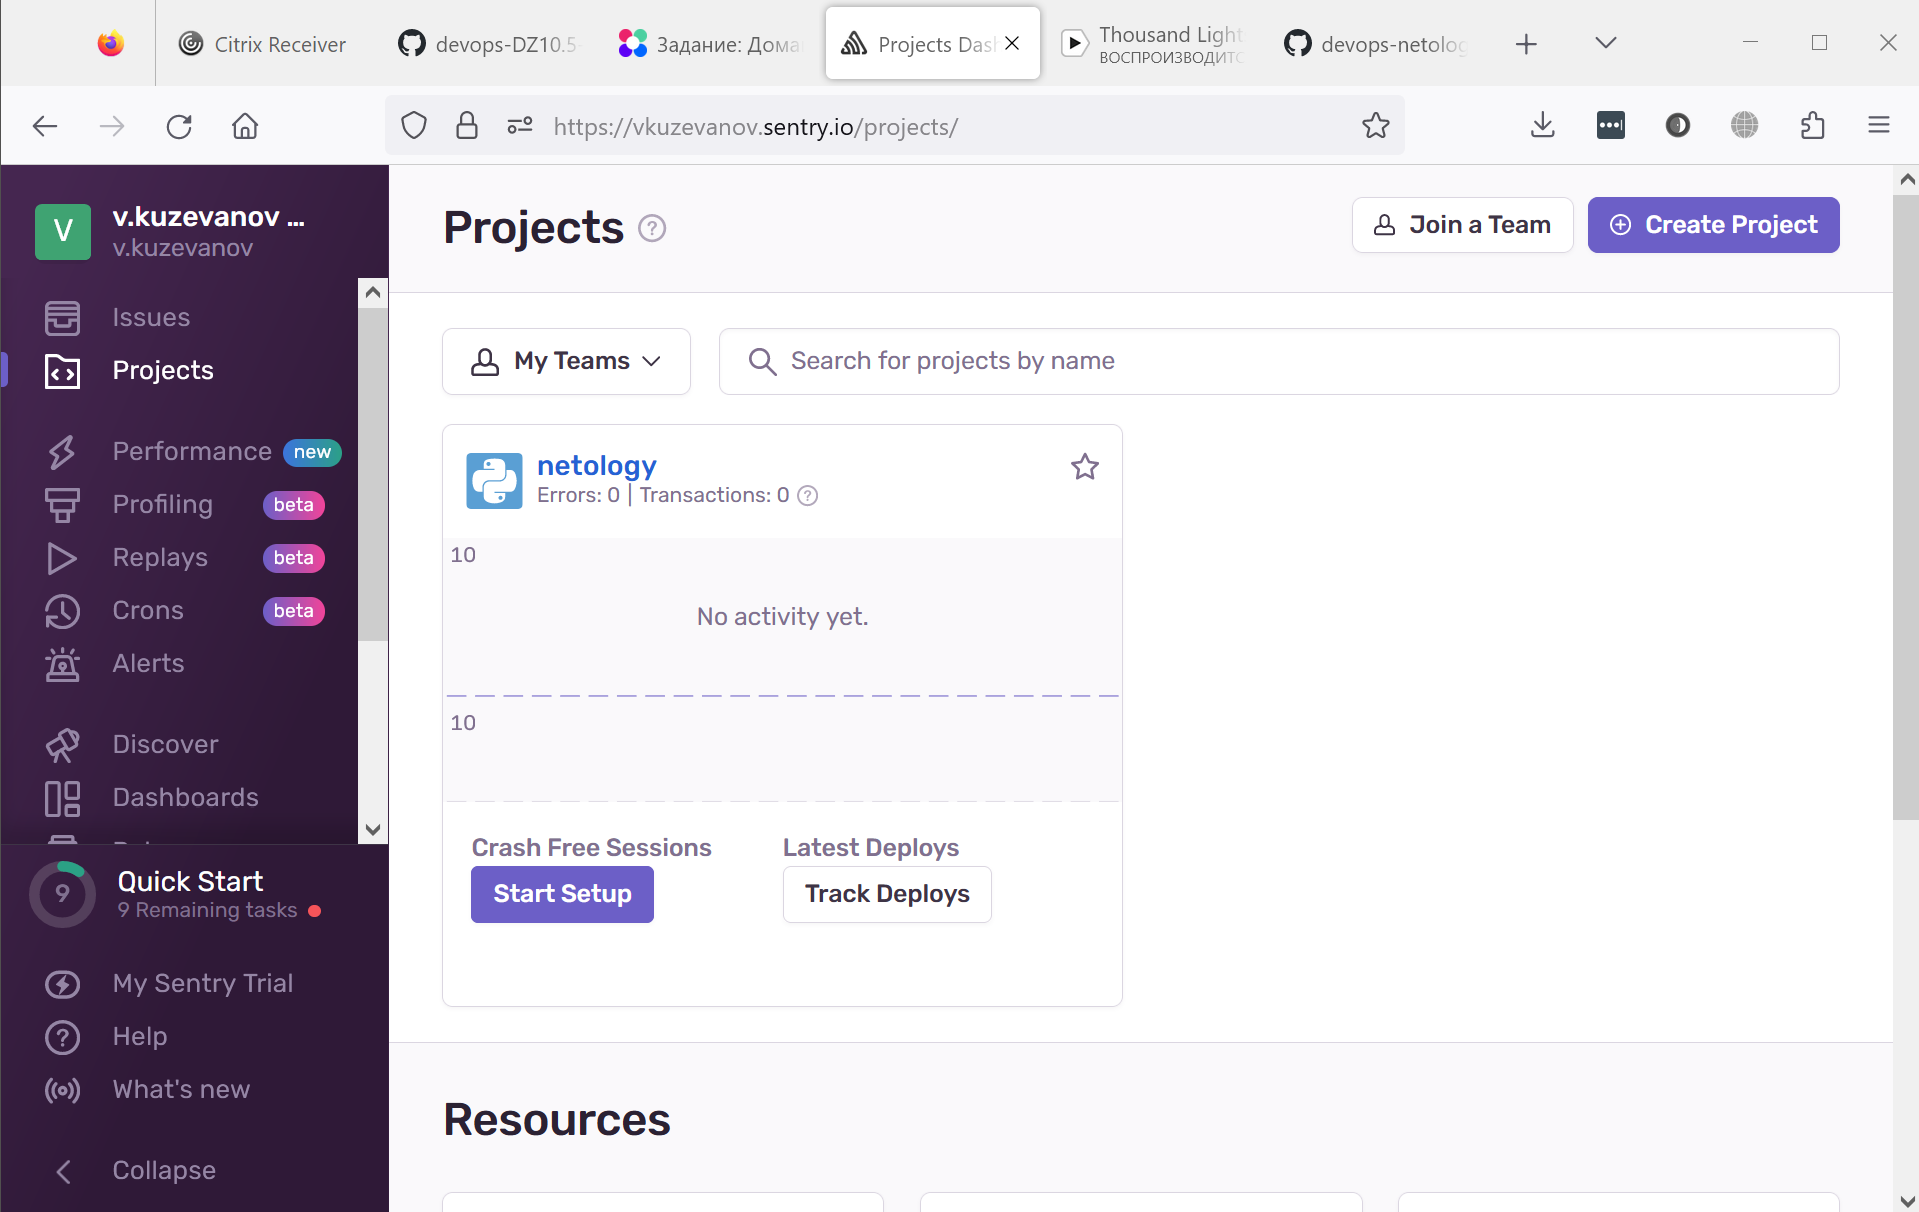 Citrix Receiver
devops-DZ10.5-
Задание: Дома
Projects Das
Thousand Light
ВОСПРОИЗВОДИТС
devops-netolog
https://vkuzevanov.sentry.io/projects/
V
v.kuzevanov ...
v.kuzevanov
Issues
Projects
Performance new
Profiling beta
Replays beta
Crons beta
Alerts
Discover
Dashboards
9
Quick Start
9 Remaining tasks
My Sentry Trial
Help
What's new
Collapse
Projects ?
Join a Team
Create Project
My Teams
Search for projects by name
netology
Errors: 0 | Transactions: 0 ?
10
No activity yet.
10
Crash Free Sessions
Start Setup
Latest Deploys
Track Deploys
Resources